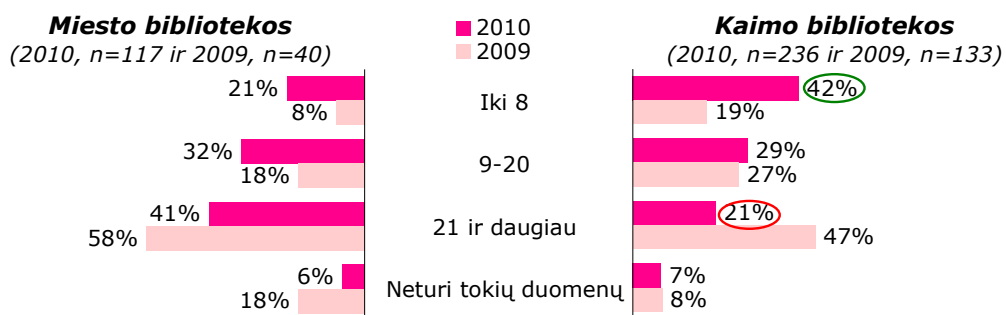 Miesto bibliotekos
(2010, n=117 ir 2009, n=40)
2010
2009
Kaimo bibliotekos
(2010, n=236 ir 2009, n=133)
21%
8%
Iki 8
42%
19%
32%
18%
9-20
29%
27%
41%
58%
21 ir daugiau
21%
47%
6%
18%
Neturi tokių duomenų
7%
8%